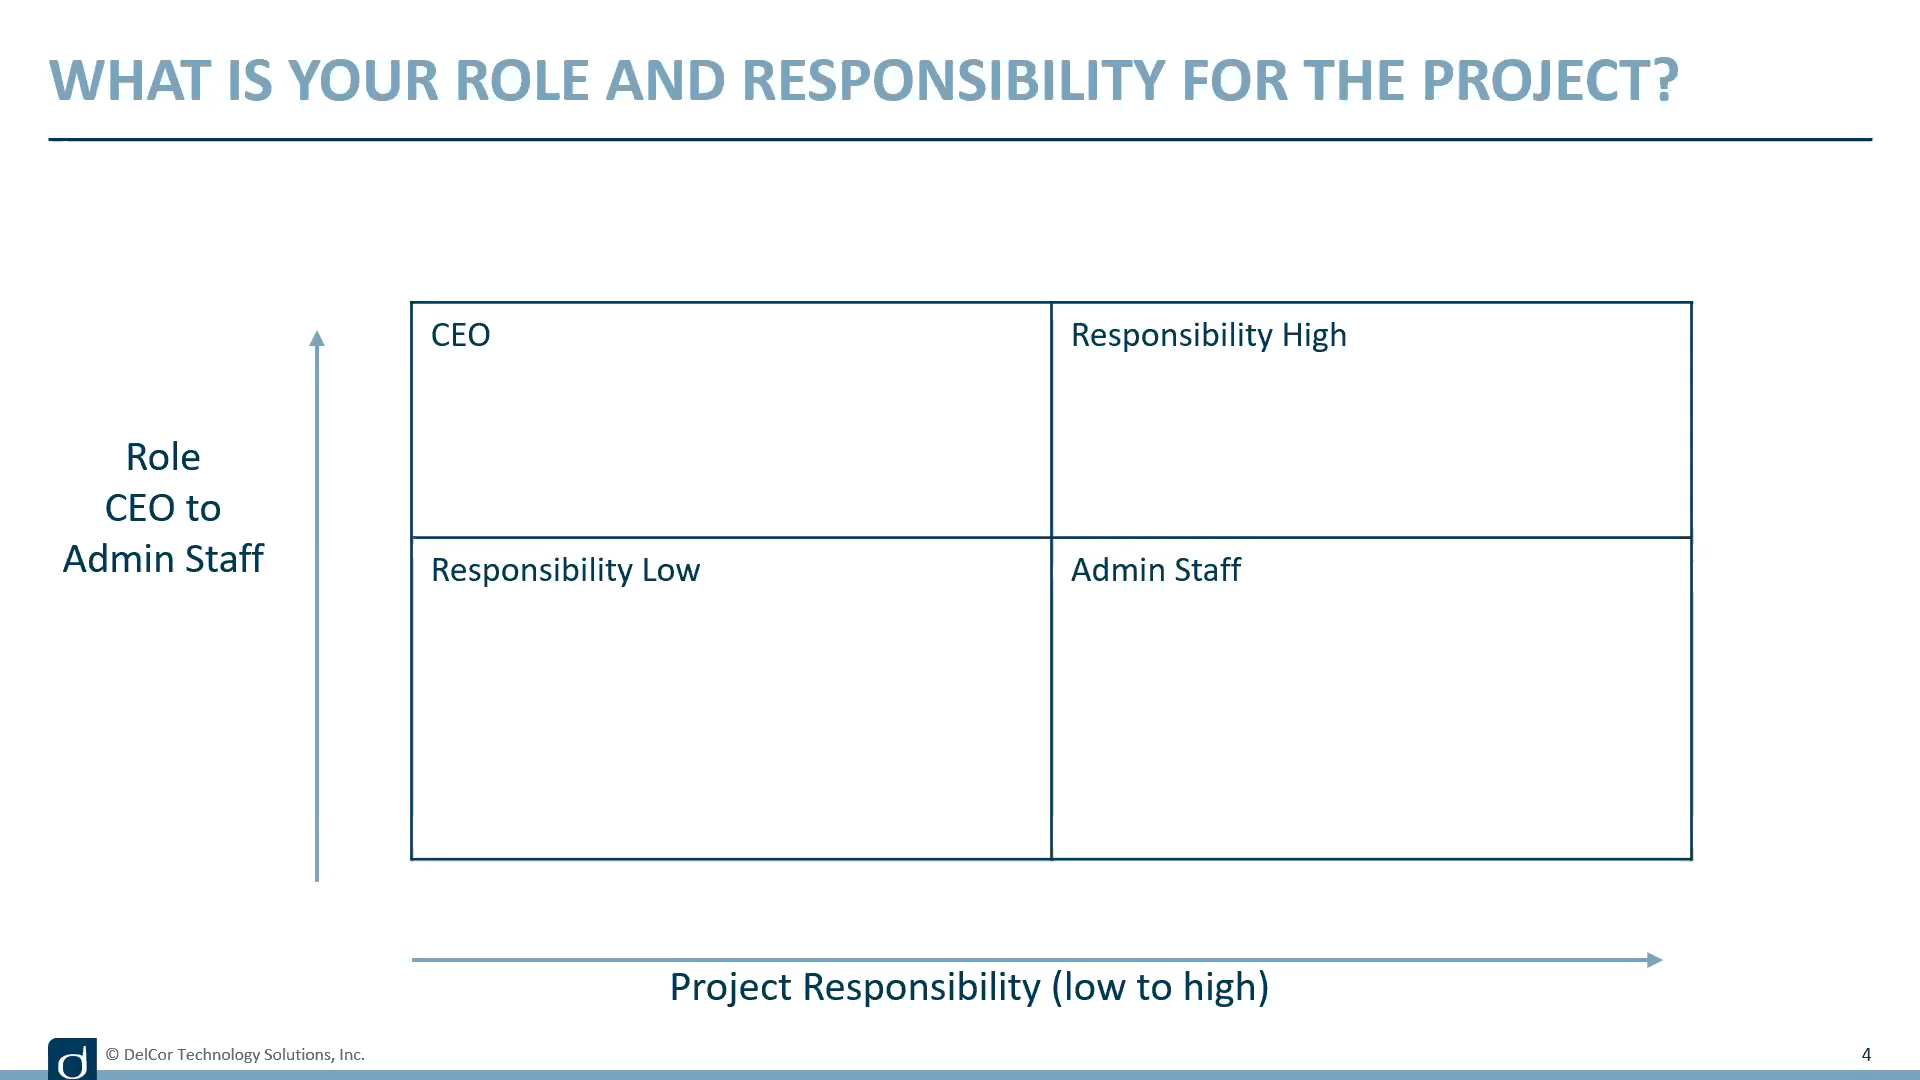 WHAT IS YOUR ROLE AND RESPONSIBILITY FOR THE PROJECT?
Role
CEO to
Admin Staff
CEO
Responsibility High
Responsibility Low
Admin Staff
Project Responsibility (low to high)
d
© DelCor Technology Solutions, Inc.
4